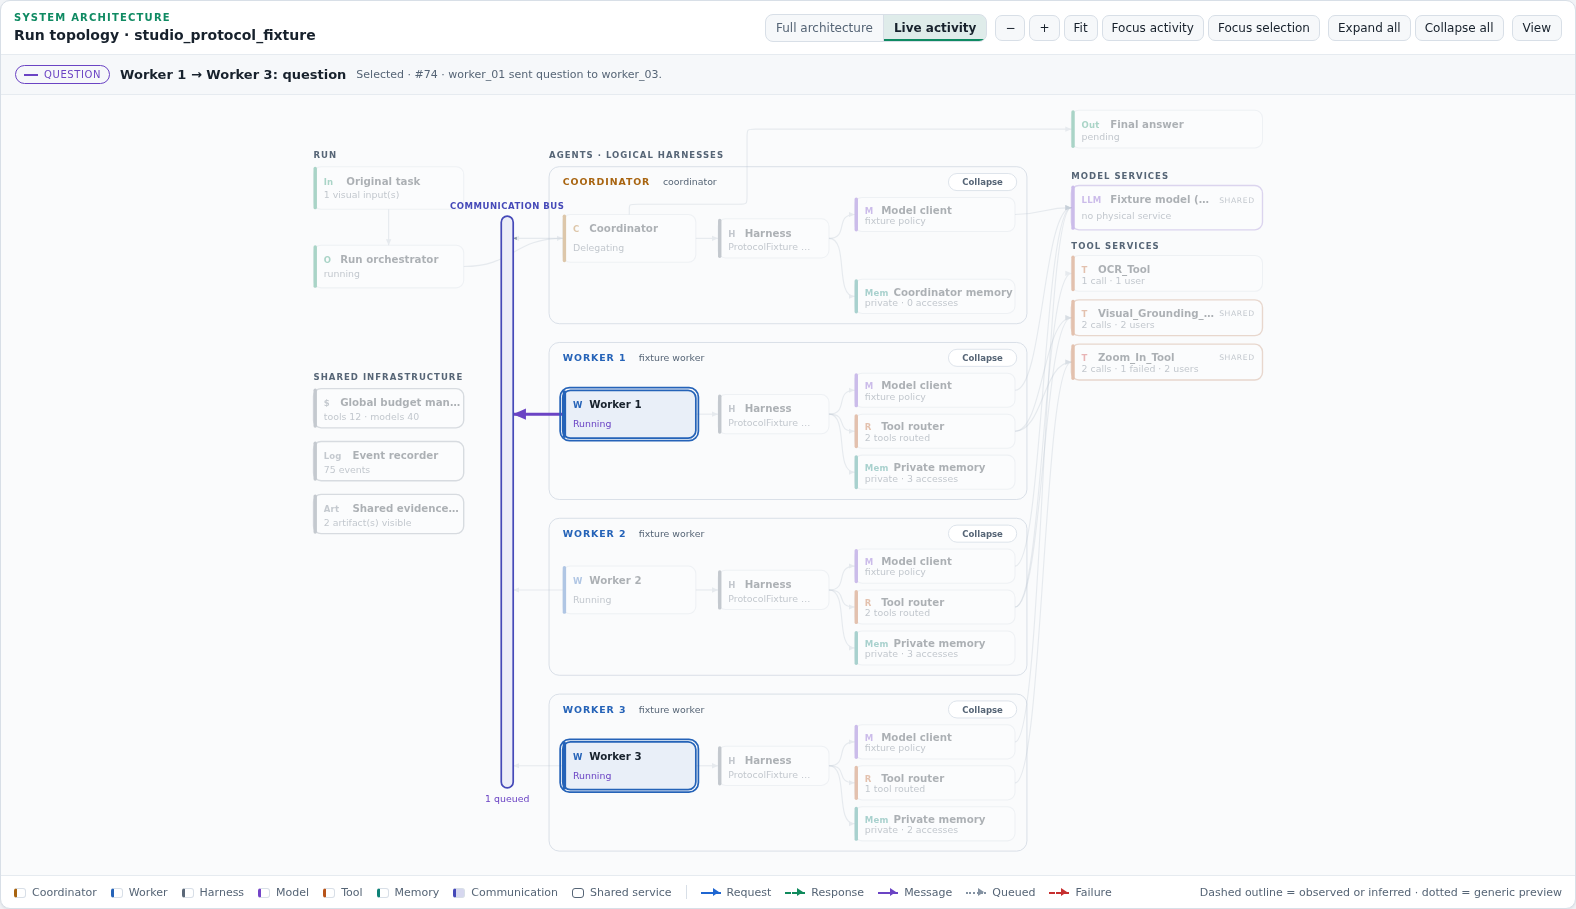 SYSTEM ARCHITECTURE
Run topology · studio_protocol_fixture
Full architecture Live activity − + Fit Focus activity Focus selection Expand all Collapse all View
QUESTION Worker 1 → Worker 3: question Selected · #74 · worker_01 sent question to worker_03.
RUN
In Original task
1 visual input(s)
O Run orchestrator
running
SHARED INFRASTRUCTURE
$ Global budget man…
tools 12 · models 40
Log Event recorder
75 events
Art Shared evidence…
2 artifact(s) visible
COMMUNICATION BUS
1 queued
AGENTS · LOGICAL HARNESSES
COORDINATOR coordinator Collapse
C Coordinator
Delegating
H Harness
ProtocolFixture …
M Model client
fixture policy
Mem Coordinator memory
private · 0 accesses
WORKER 1 fixture worker Collapse
W Worker 1
Running
H Harness
ProtocolFixture …
M Model client
fixture policy
R Tool router
2 tools routed
Mem Private memory
private · 3 accesses
WORKER 2 fixture worker Collapse
W Worker 2
Running
H Harness
ProtocolFixture …
M Model client
fixture policy
R Tool router
2 tools routed
Mem Private memory
private · 3 accesses
WORKER 3 fixture worker Collapse
W Worker 3
Running
H Harness
ProtocolFixture …
M Model client
fixture policy
R Tool router
1 tool routed
Mem Private memory
private · 2 accesses
Out Final answer
pending
MODEL SERVICES
LLM Fixture model (… SHARED
no physical service
TOOL SERVICES
T OCR_Tool
1 call · 1 user
T Visual_Grounding_… SHARED
2 calls · 2 users
T Zoom_In_Tool SHARED
2 calls · 1 failed · 2 users
Coordinator Worker Harness Model Tool Memory Communication Shared service Request Response Message Queued Failure Dashed outline = observed or inferred · dotted = generic preview